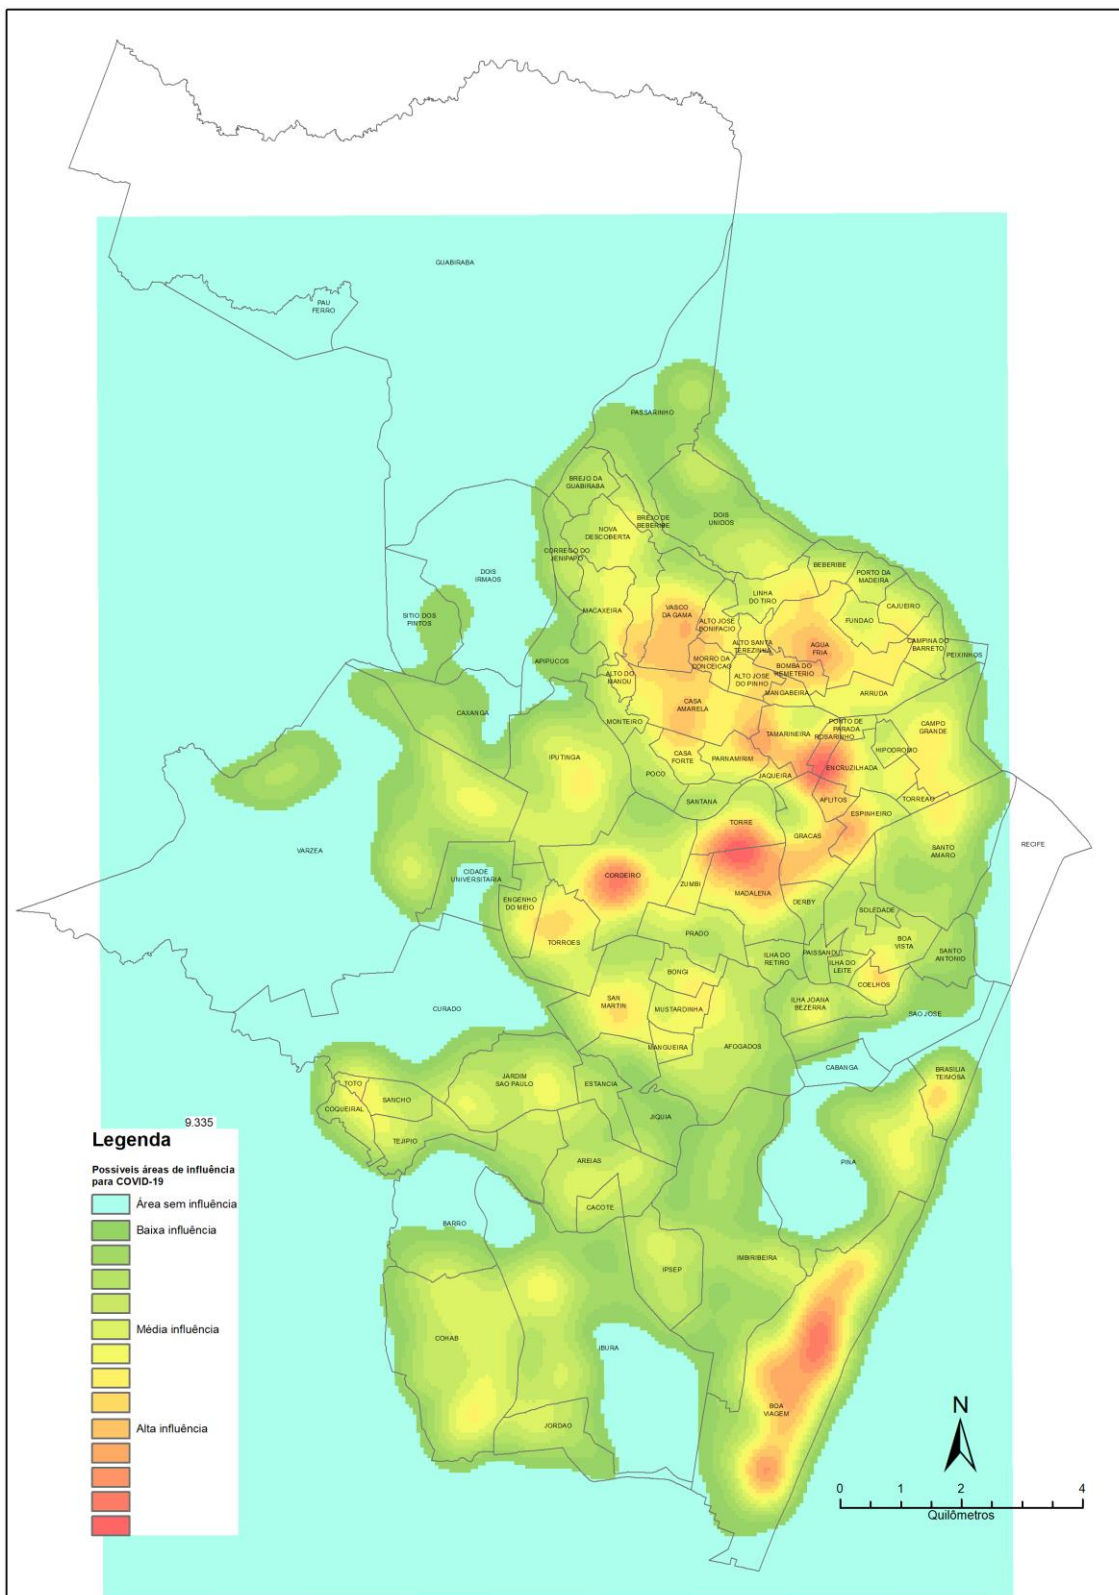 GUABIRABA
PAU
FERRO
PASSARINHO
BREJO DA
GUABIRABA
BREJO DE
BEBERIBE
DOIS
UNIDOS
NOVA
DESCOBERTA
CORREGO DO
JENIPAPO
DOIS
IRMAOS
BEBERIBE
PORTO DA
MADEIRA
LINHA
DO TIRO
CAJUEIRO
SITIO DOS
PINTOS
MACAXEIRA
VASCO
DA GAMA
ALTO JOSE
BONIFACIO
FUNDAO
ALTO SANTA
TEREZINHA
AGUA
FRIA
CAMPINA DO
BARRETO
PEIXINHOS
APIPUCOS
MORRO DA
CONCEICAO
BOMBA DO
HEMETERIO
ALTO DO
MANDU
ALTO JOSE
DO PINHO
MANGABEIRA
ARRUDA
CASA
AMARELA
CAXANGA
MONTEIRO
TAMARINEIRA
PONTO DE
PARADA
ROSARINHO
CAMPO
GRANDE
HIPODROMO
IPUTINGA
CASA
FORTE
PARNAMIRIM
JAQUEIRA
ENCRUZILHADA
POCO
SANTANA
AFLITOS
TORREAO
ESPINHEIRO
TORRE
GRACAS
SANTO
AMARO
RECIFE
VARZEA
CIDADE
UNIVERSITARIA
CORDEIRO
ZUMBI
MADALENA
ENGENHO
DO MEIO
DERBY
SOLEDADE
TORROES
PRADO
BOA
VISTA
SANTO
ANTONIO
ILHA DO
RETIRO
PAISSANDU
ILHA DO
LEITE
COELHOS
BONGI
SAN
MARTIN
MUSTARDINHA
ILHA JOANA
BEZERRA
SAO JOSE
CURADO
MANGUEIRA
AFOGADOS
CABANGA
JARDIM
SAO PAULO
ESTANCIA
BRASILIA
TEIMOSA
TOTO
SANCHO
COQUEIRAL
JIQUIA
TEJIPIO
AREIAS
PINA
CACOTE
BARRO
IMBIRIBEIRA
IPSEP
COHAB
IBURA
BOA
VIAGEM
JORDAO
9.335
Legenda
Possíveis áreas de influência
para COVID-19
Área sem influência
Baixa influência
Média influência
Alta influência
N
0 1 2 4
Quilômetros